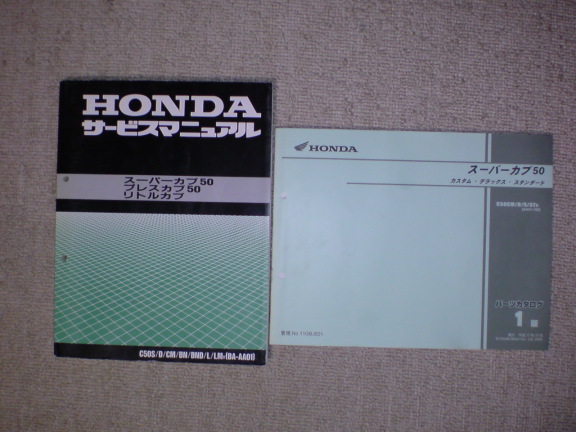 HONDA
サービスマニュアル
スーパーカブ50
プレスカブ50
リトルカブ
C50S/D/CM/BN/BND/L/LM
(BA-AA01)
HONDA
スーパーカブ50
カスタム・デラックス・スタンダード
パーツカタログ
1